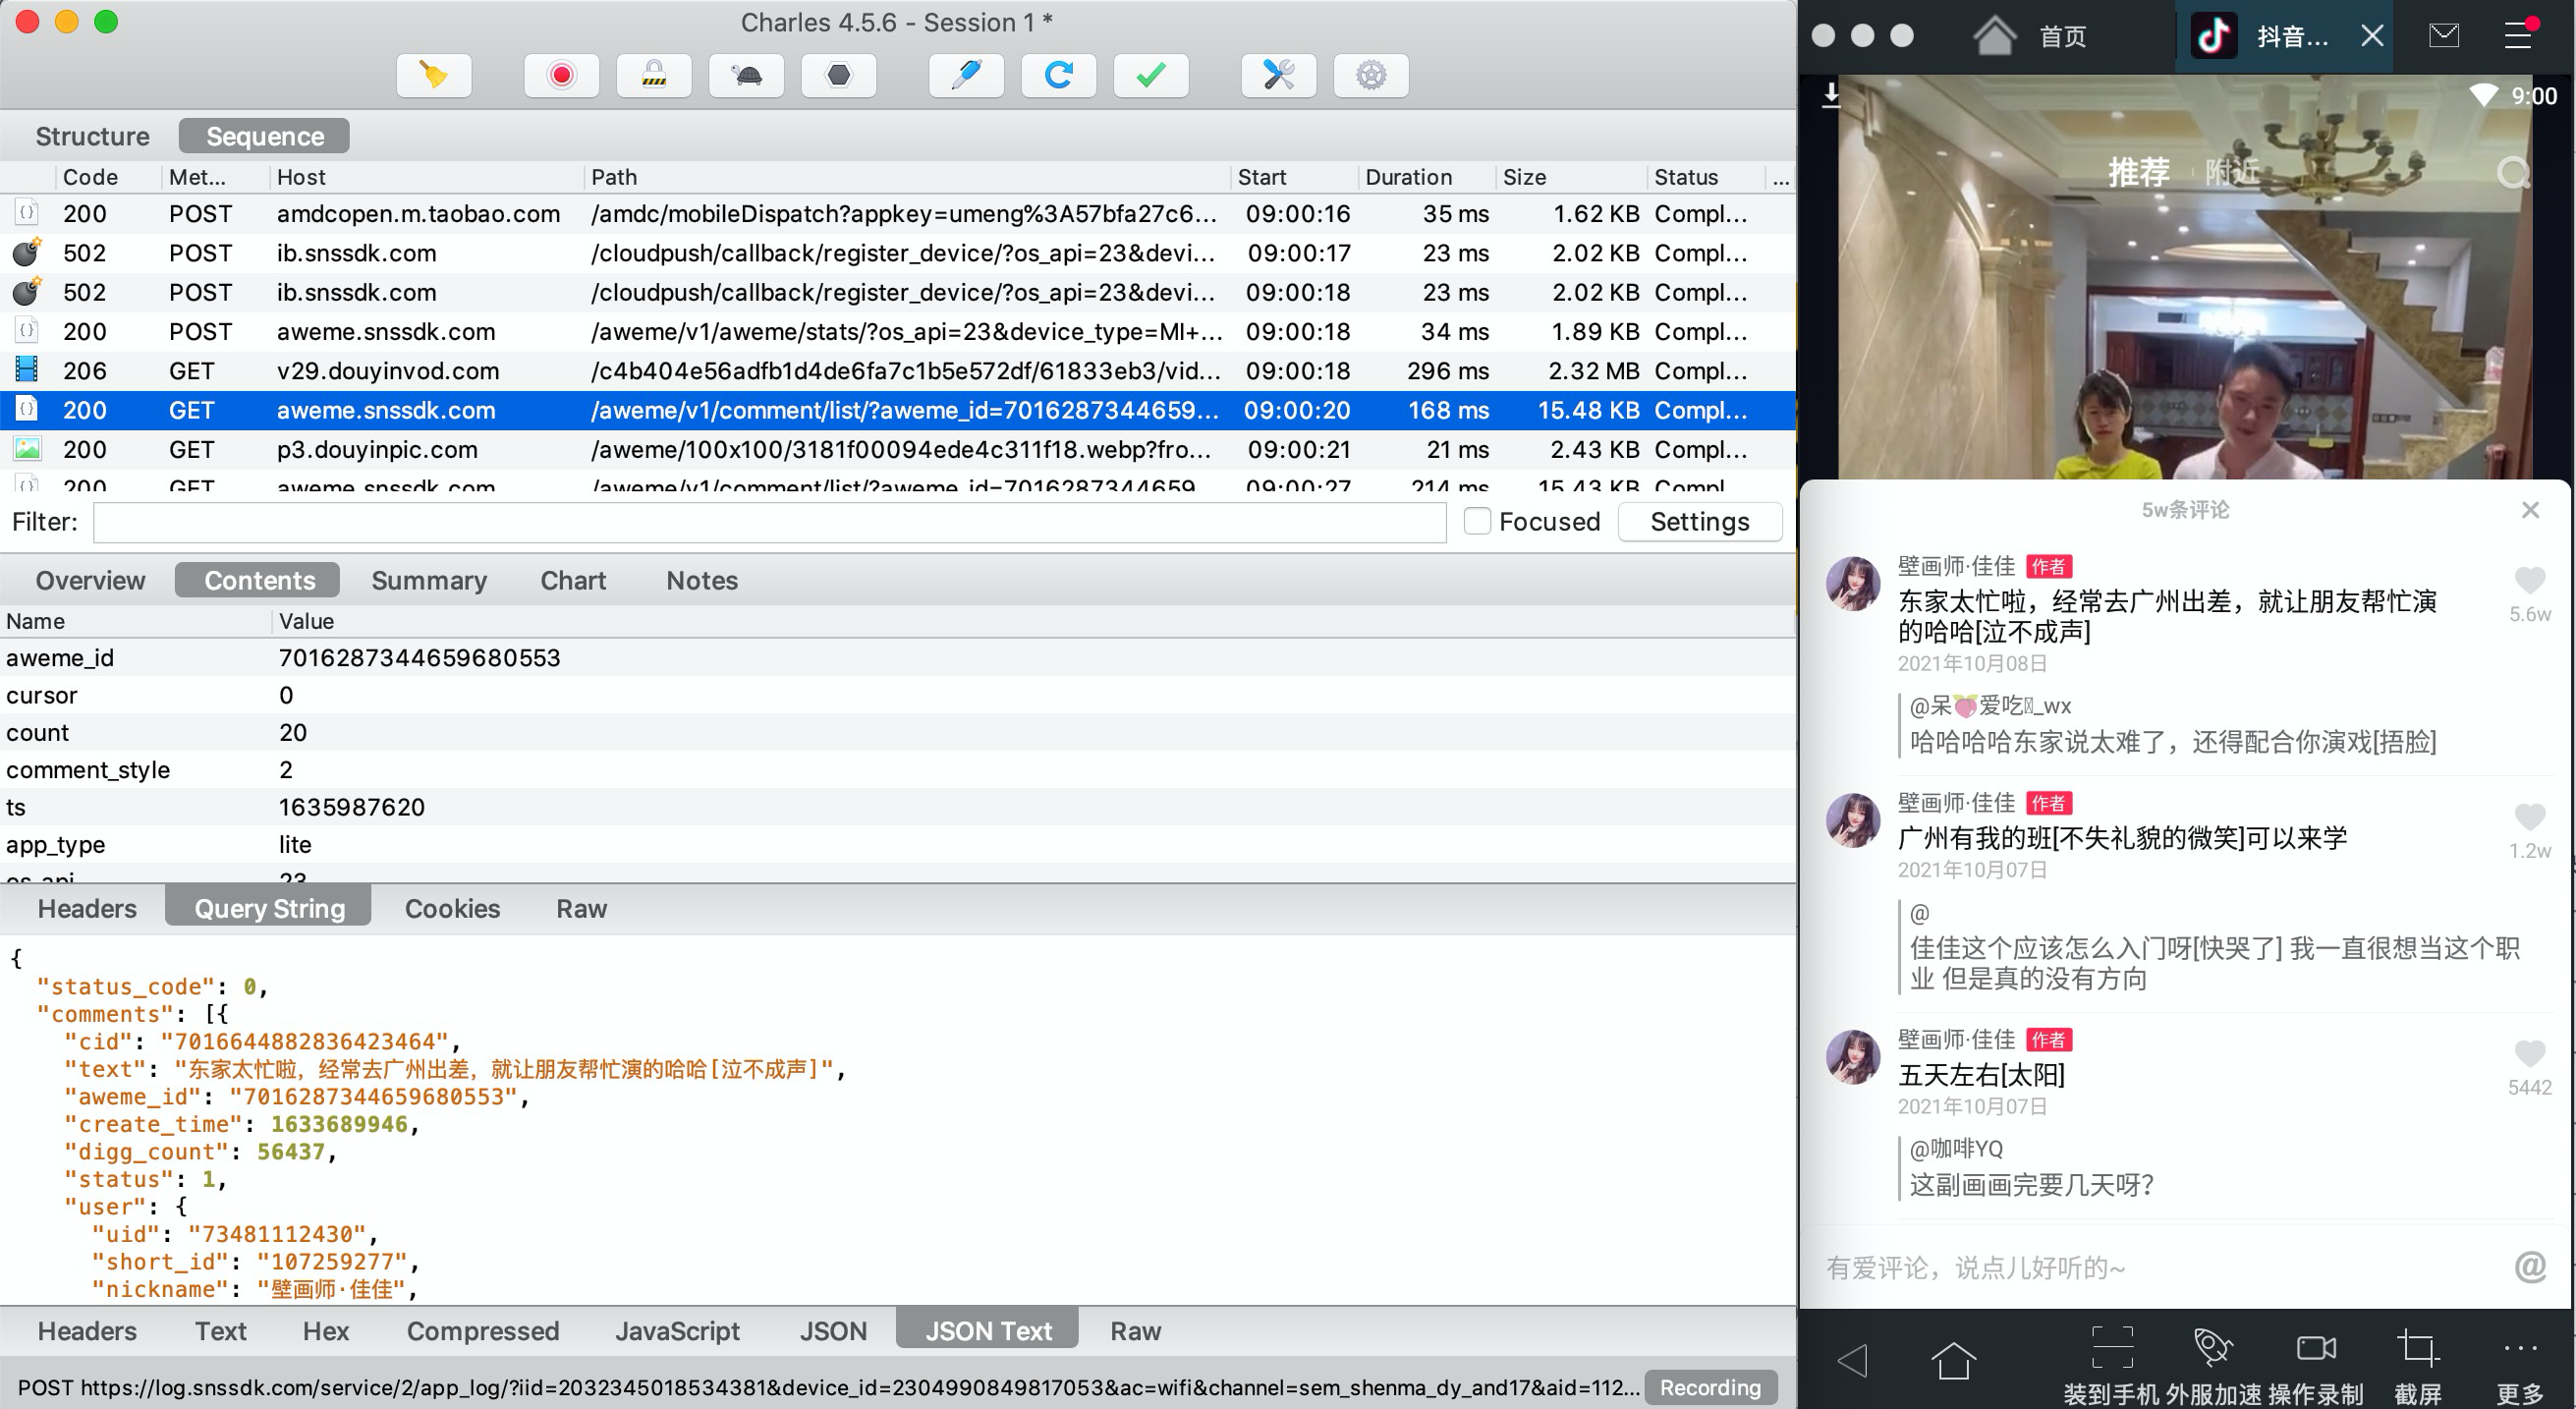 Charles 4.5.6 - Session 1 *
Structure Sequence
Code Met... Host Path Start Duration Size Status ...
200 POST amdcopen.m.taobao.com /amdc/mobileDispatch?appkey=umeng%3A57bfa27c6... 09:00:16 35 ms 1.62 KB Compl...
502 POST ib.snssdk.com /cloudpush/callback/register_device/?os_api=23&devi... 09:00:17 23 ms 2.02 KB Compl...
502 POST ib.snssdk.com /cloudpush/callback/register_device/?os_api=23&devi... 09:00:18 23 ms 2.02 KB Compl...
200 POST aweme.snssdk.com /aweme/v1/aweme/stats/?os_api=23&device_type=MI+... 09:00:18 34 ms 1.89 KB Compl...
206 GET v29.douyinvod.com /c4b404e56adfb1d4de6fa7c1b5e572df/61833eb3/vid... 09:00:18 296 ms 2.32 MB Compl...
200 GET aweme.snssdk.com /aweme/v1/comment/list/?aweme_id=7016287344659... 09:00:20 168 ms 15.48 KB Compl...
200 GET p3.douyinpic.com /aweme/100x100/3181f00094ede4c311f18.webp?fro... 09:00:21 21 ms 2.43 KB Compl...
200 GET aweme.snssdk.com /aweme/v1/comment/list/?aweme_id=7016287344659 09:00:27 214 ms 15.43 KB Compl
Filter: Focused Settings
Overview Contents Summary Chart Notes
Name Value
aweme_id 7016287344659680553
cursor 0
count 20
comment_style 2
ts 1635987620
app_type lite
os_api 23
Headers Query String Cookies Raw
{
"status_code": 0,
"comments": [{
"cid": "7016644882836423464",
"text": "东家太忙啦，经常去广州出差，就让朋友帮忙演的哈哈[泣不成声]",
"aweme_id": "7016287344659680553",
"create_time": 1633689946,
"digg_count": 56437,
"status": 1,
"user": {
"uid": "73481112430",
"short_id": "107259277",
"nickname": "壁画师·佳佳",
Headers Text Hex Compressed JavaScript JSON JSON Text Raw
POST https://log.snssdk.com/service/2/app_log/?iid=2032345018534381&device_id=2304990849817053&ac=wifi&channel=sem_shenma_dy_and17&aid=112... Recording
首页 抖音...
9:00
推荐 附近
5w条评论
壁画师·佳佳 作者
东家太忙啦，经常去广州出差，就让朋友帮忙演
的哈哈[泣不成声]
5.6w
2021年10月08日
@呆🍑爱吃_wx
哈哈哈哈东家说太难了，还得配合你演戏[捂脸]
壁画师·佳佳 作者
广州有我的班[不失礼貌的微笑]可以来学
1.2w
2021年10月07日
@
佳佳这个应该怎么入门呀[快哭了] 我一直很想当这个职
业 但是真的没有方向
壁画师·佳佳 作者
五天左右[太阳]
5442
2021年10月07日
@咖啡YQ
这副画画完要几天呀？
有爱评论，说点儿好听的~ @
装到手机 外服加速 操作录制 截屏 更多